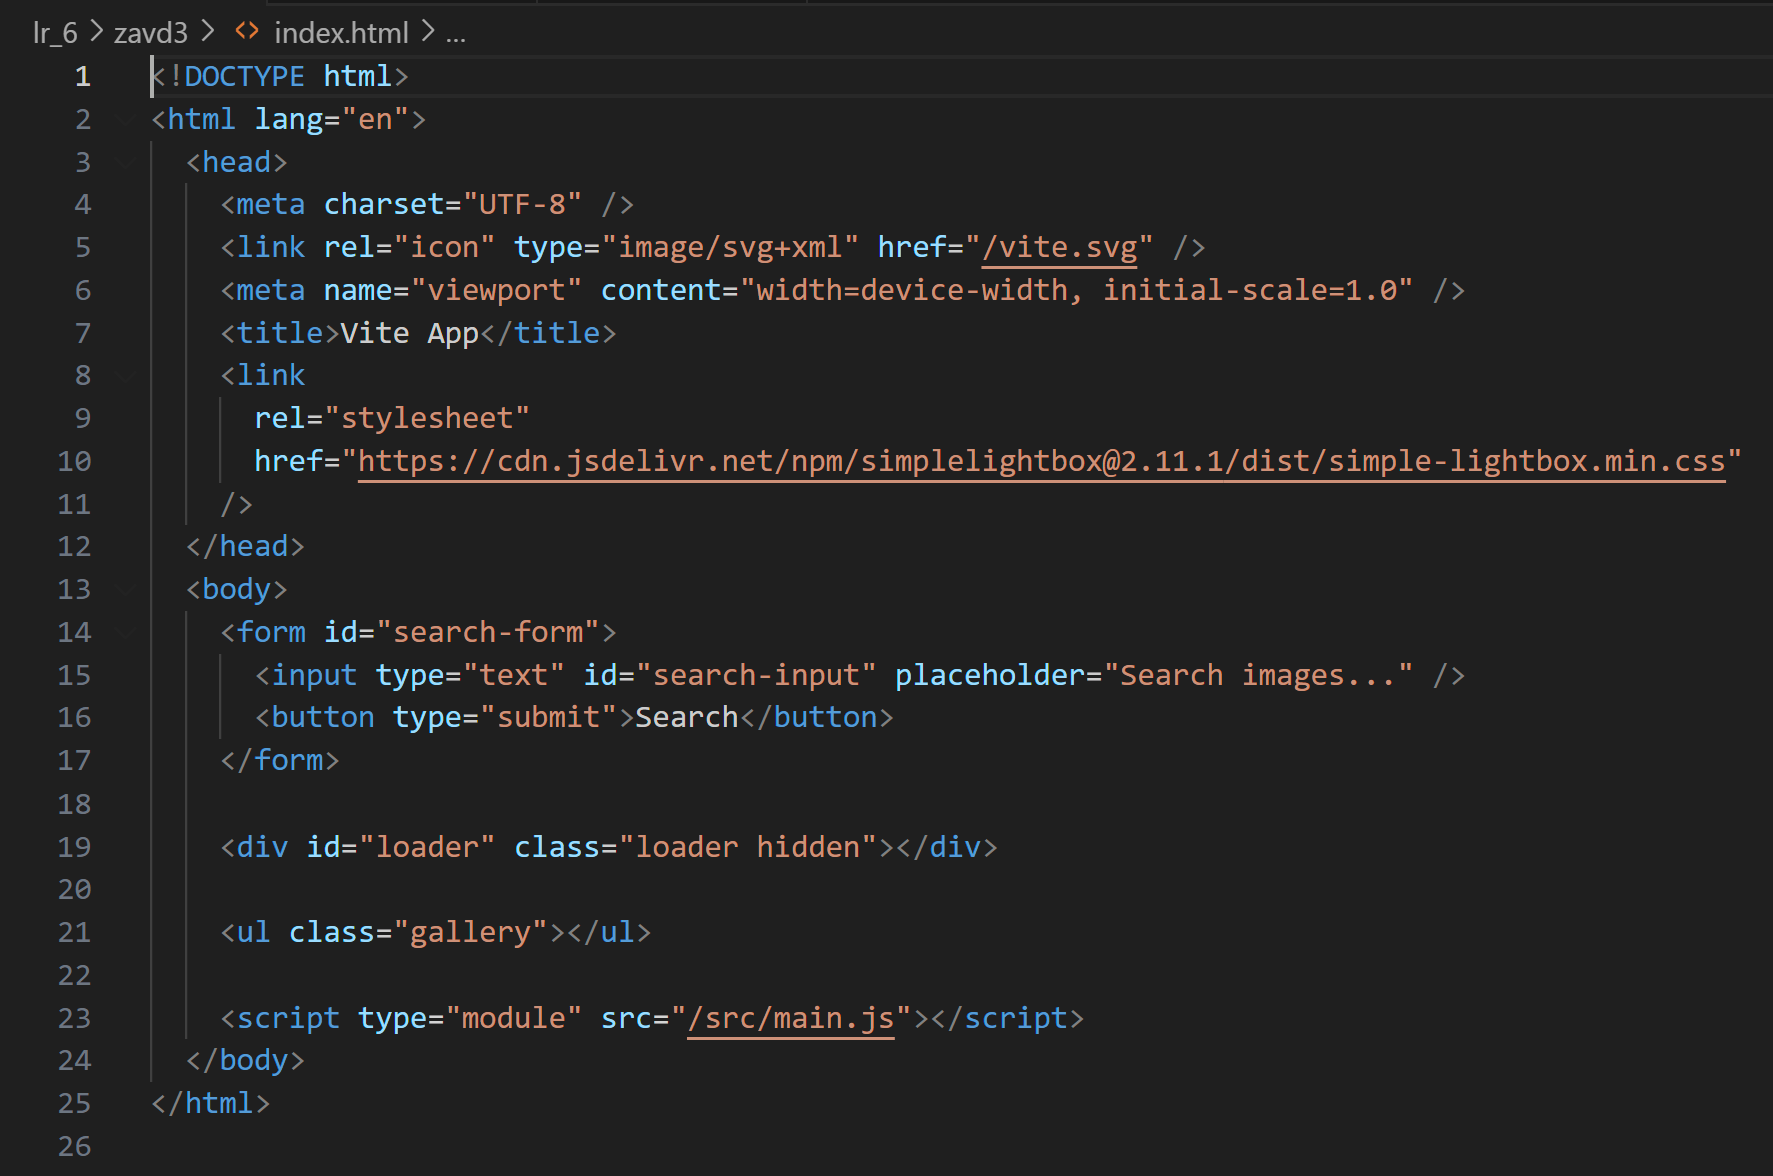 lr_6 > zavd3 > <> index.html > ...
1 <!DOCTYPE html>
2 <html lang="en">
3 <head>
4 <meta charset="UTF-8" />
5 <link rel="icon" type="image/svg+xml" href="/vite.svg" />
6 <meta name="viewport" content="width=device-width, initial-scale=1.0" />
7 <title>Vite App</title>
8 <link
9 rel="stylesheet"
10 href="https://cdn.jsdelivr.net/npm/simplelightbox@2.11.1/dist/simple-lightbox.min.css"
11 />
12 </head>
13 <body>
14 <form id="search-form">
15 <input type="text" id="search-input" placeholder="Search images..." />
16 <button type="submit">Search</button>
17 </form>
18
19 <div id="loader" class="loader hidden"></div>
20
21 <ul class="gallery"></ul>
22
23 <script type="module" src="/src/main.js"></script>
24 </body>
25 </html>
26